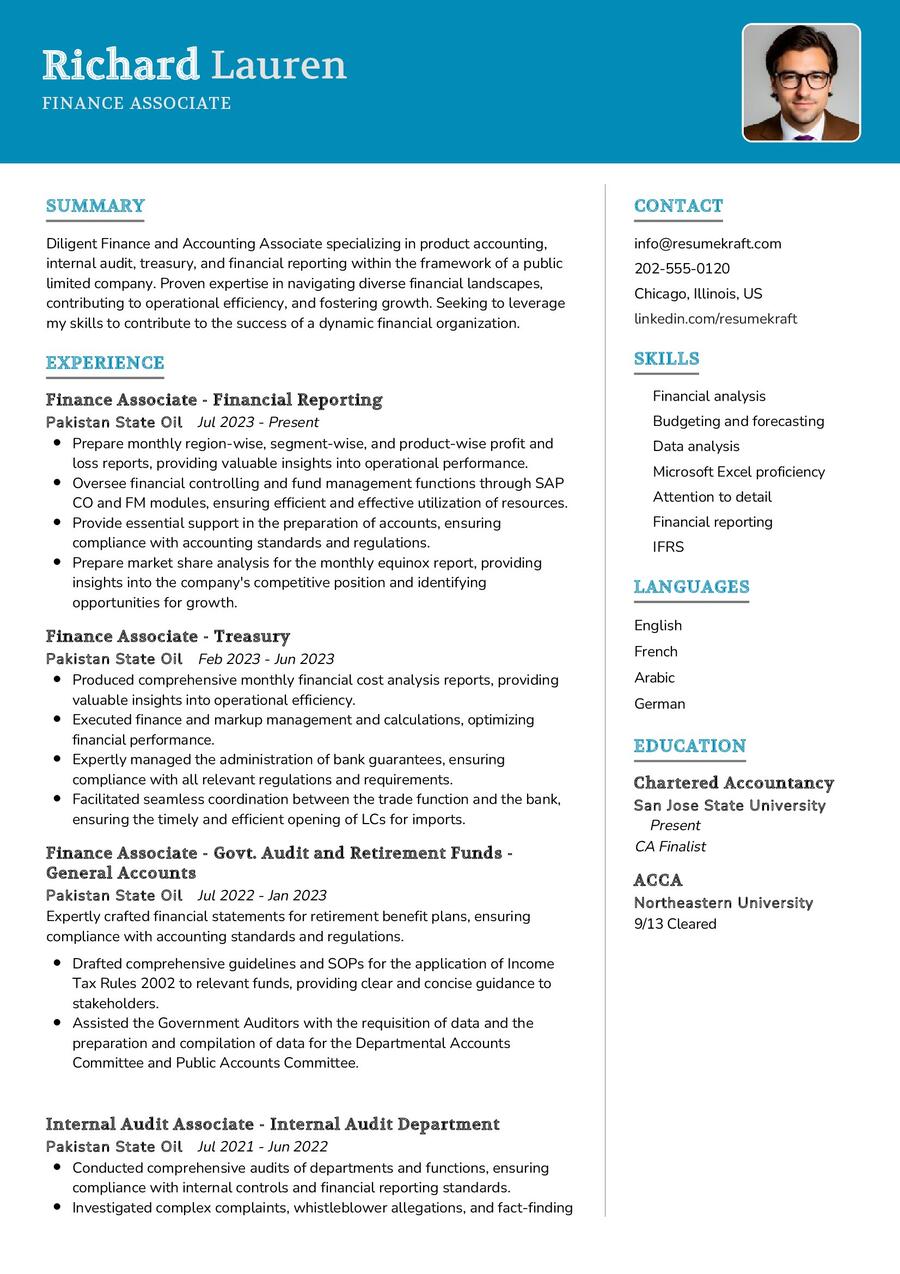 Richard Lauren
FINANCE ASSOCIATE
SUMMARY
Diligent Finance and Accounting Associate specializing in product accounting,
internal audit, treasury, and financial reporting within the framework of a public
limited company. Proven expertise in navigating diverse financial landscapes,
contributing to operational efficiency, and fostering growth. Seeking to leverage
my skills to contribute to the success of a dynamic financial organization.
EXPERIENCE
Finance Associate - Financial Reporting
Pakistan State Oil Jul 2023 - Present
• Prepare monthly region-wise, segment-wise, and product-wise profit and
loss reports, providing valuable insights into operational performance.
• Oversee financial controlling and fund management functions through SAP
CO and FM modules, ensuring efficient and effective utilization of resources.
• Provide essential support in the preparation of accounts, ensuring
compliance with accounting standards and regulations.
• Prepare market share analysis for the monthly equinox report, providing
insights into the company's competitive position and identifying
opportunities for growth.
Finance Associate - Treasury
Pakistan State Oil Feb 2023 - Jun 2023
• Produced comprehensive monthly financial cost analysis reports, providing
valuable insights into operational efficiency.
• Executed finance and markup management and calculations, optimizing
financial performance.
• Expertly managed the administration of bank guarantees, ensuring
compliance with all relevant regulations and requirements.
• Facilitated seamless coordination between the trade function and the bank,
ensuring the timely and efficient opening of LCs for imports.
Finance Associate - Govt. Audit and Retirement Funds -
General Accounts
Pakistan State Oil Jul 2022 - Jan 2023
Expertly crafted financial statements for retirement benefit plans, ensuring
compliance with accounting standards and regulations.
• Drafted comprehensive guidelines and SOPs for the application of Income
Tax Rules 2002 to relevant funds, providing clear and concise guidance to
stakeholders.
• Assisted the Government Auditors with the requisition of data and the
preparation and compilation of data for the Departmental Accounts
Committee and Public Accounts Committee.
Internal Audit Associate - Internal Audit Department
Pakistan State Oil Jul 2021 - Jun 2022
• Conducted comprehensive audits of departments and functions, ensuring
compliance with internal controls and financial reporting standards.
• Investigated complex complaints, whistleblower allegations, and fact-finding
CONTACT
info@resumekraft.com
202-555-0120
Chicago, Illinois, US
linkedin.com/resumekraft
SKILLS
Financial analysis
Budgeting and forecasting
Data analysis
Microsoft Excel proficiency
Attention to detail
Financial reporting
IFRS
LANGUAGES
English
French
Arabic
German
EDUCATION
Chartered Accountancy
San Jose State University
Present
CA Finalist
ACCA
Northeastern University
9/13 Cleared